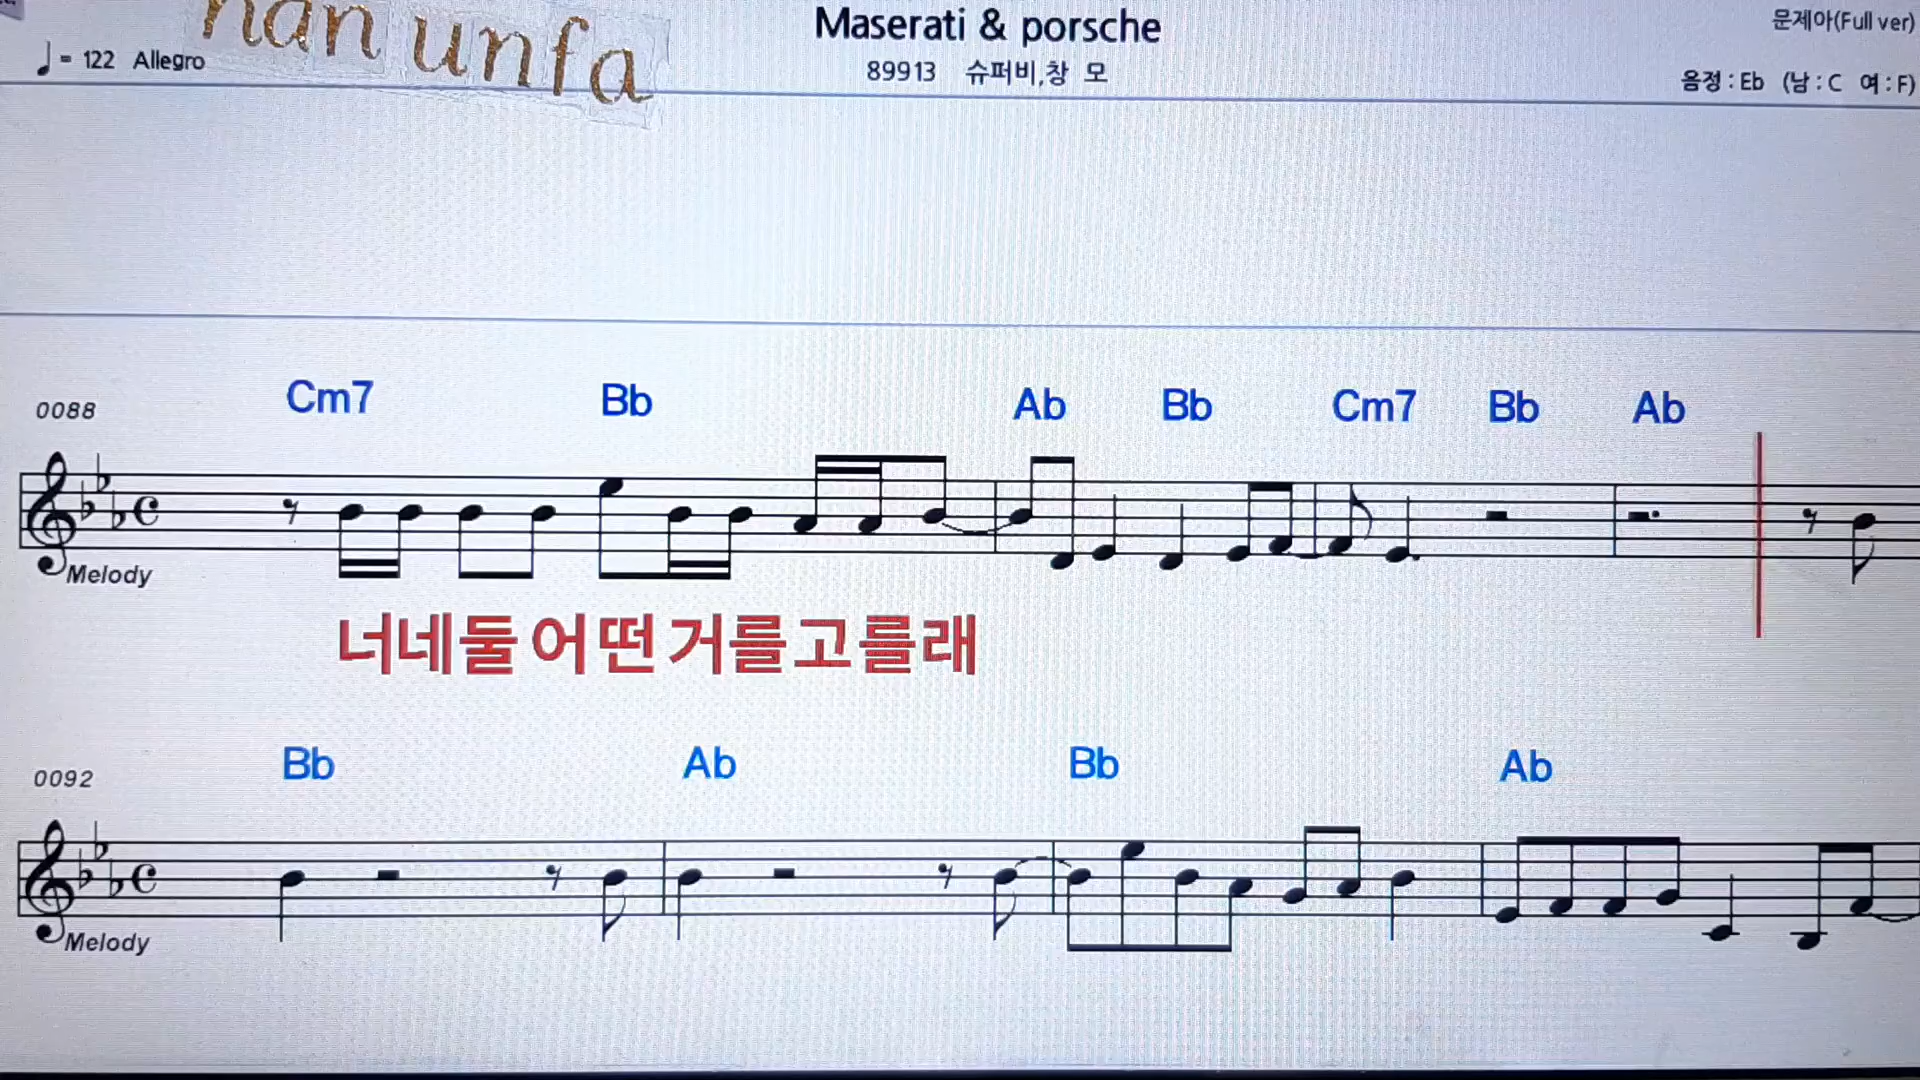 nan unfa
Maserati & porsche
문제아(Full ver)
♩= 122 Allegro
89913 슈퍼비,창 모
음정 : Eb (남 : C 여 : F)
0088 Cm7 Bb Ab Bb Cm7 Bb Ab
Melody
너네둘어떤거를고를래
0092 Bb Ab Bb Ab
Melody